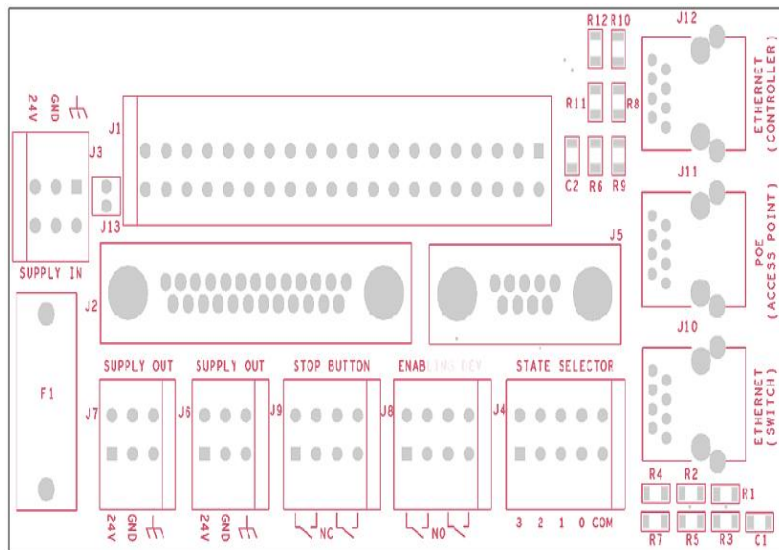 R12 R10
J12
ETHERNET
(CONTROLLER)
24V
GND
J1
J3
R11
R8
C2
R6
R9
J13
SUPPLY IN
J11
POE
(ACCESS POINT)
J5
J2
J10
ETHERNET
(SWITCH)
F1
SUPPLY OUT
SUPPLY OUT
STOP BUTTON
ENABLING KEY
STATE SELECTOR
J7
J6
J9
J8
J4
R4
R2
R1
R7
R5
R3
C1
24V
GND
24V
GND
NC
NO
3 2 1 0 COM